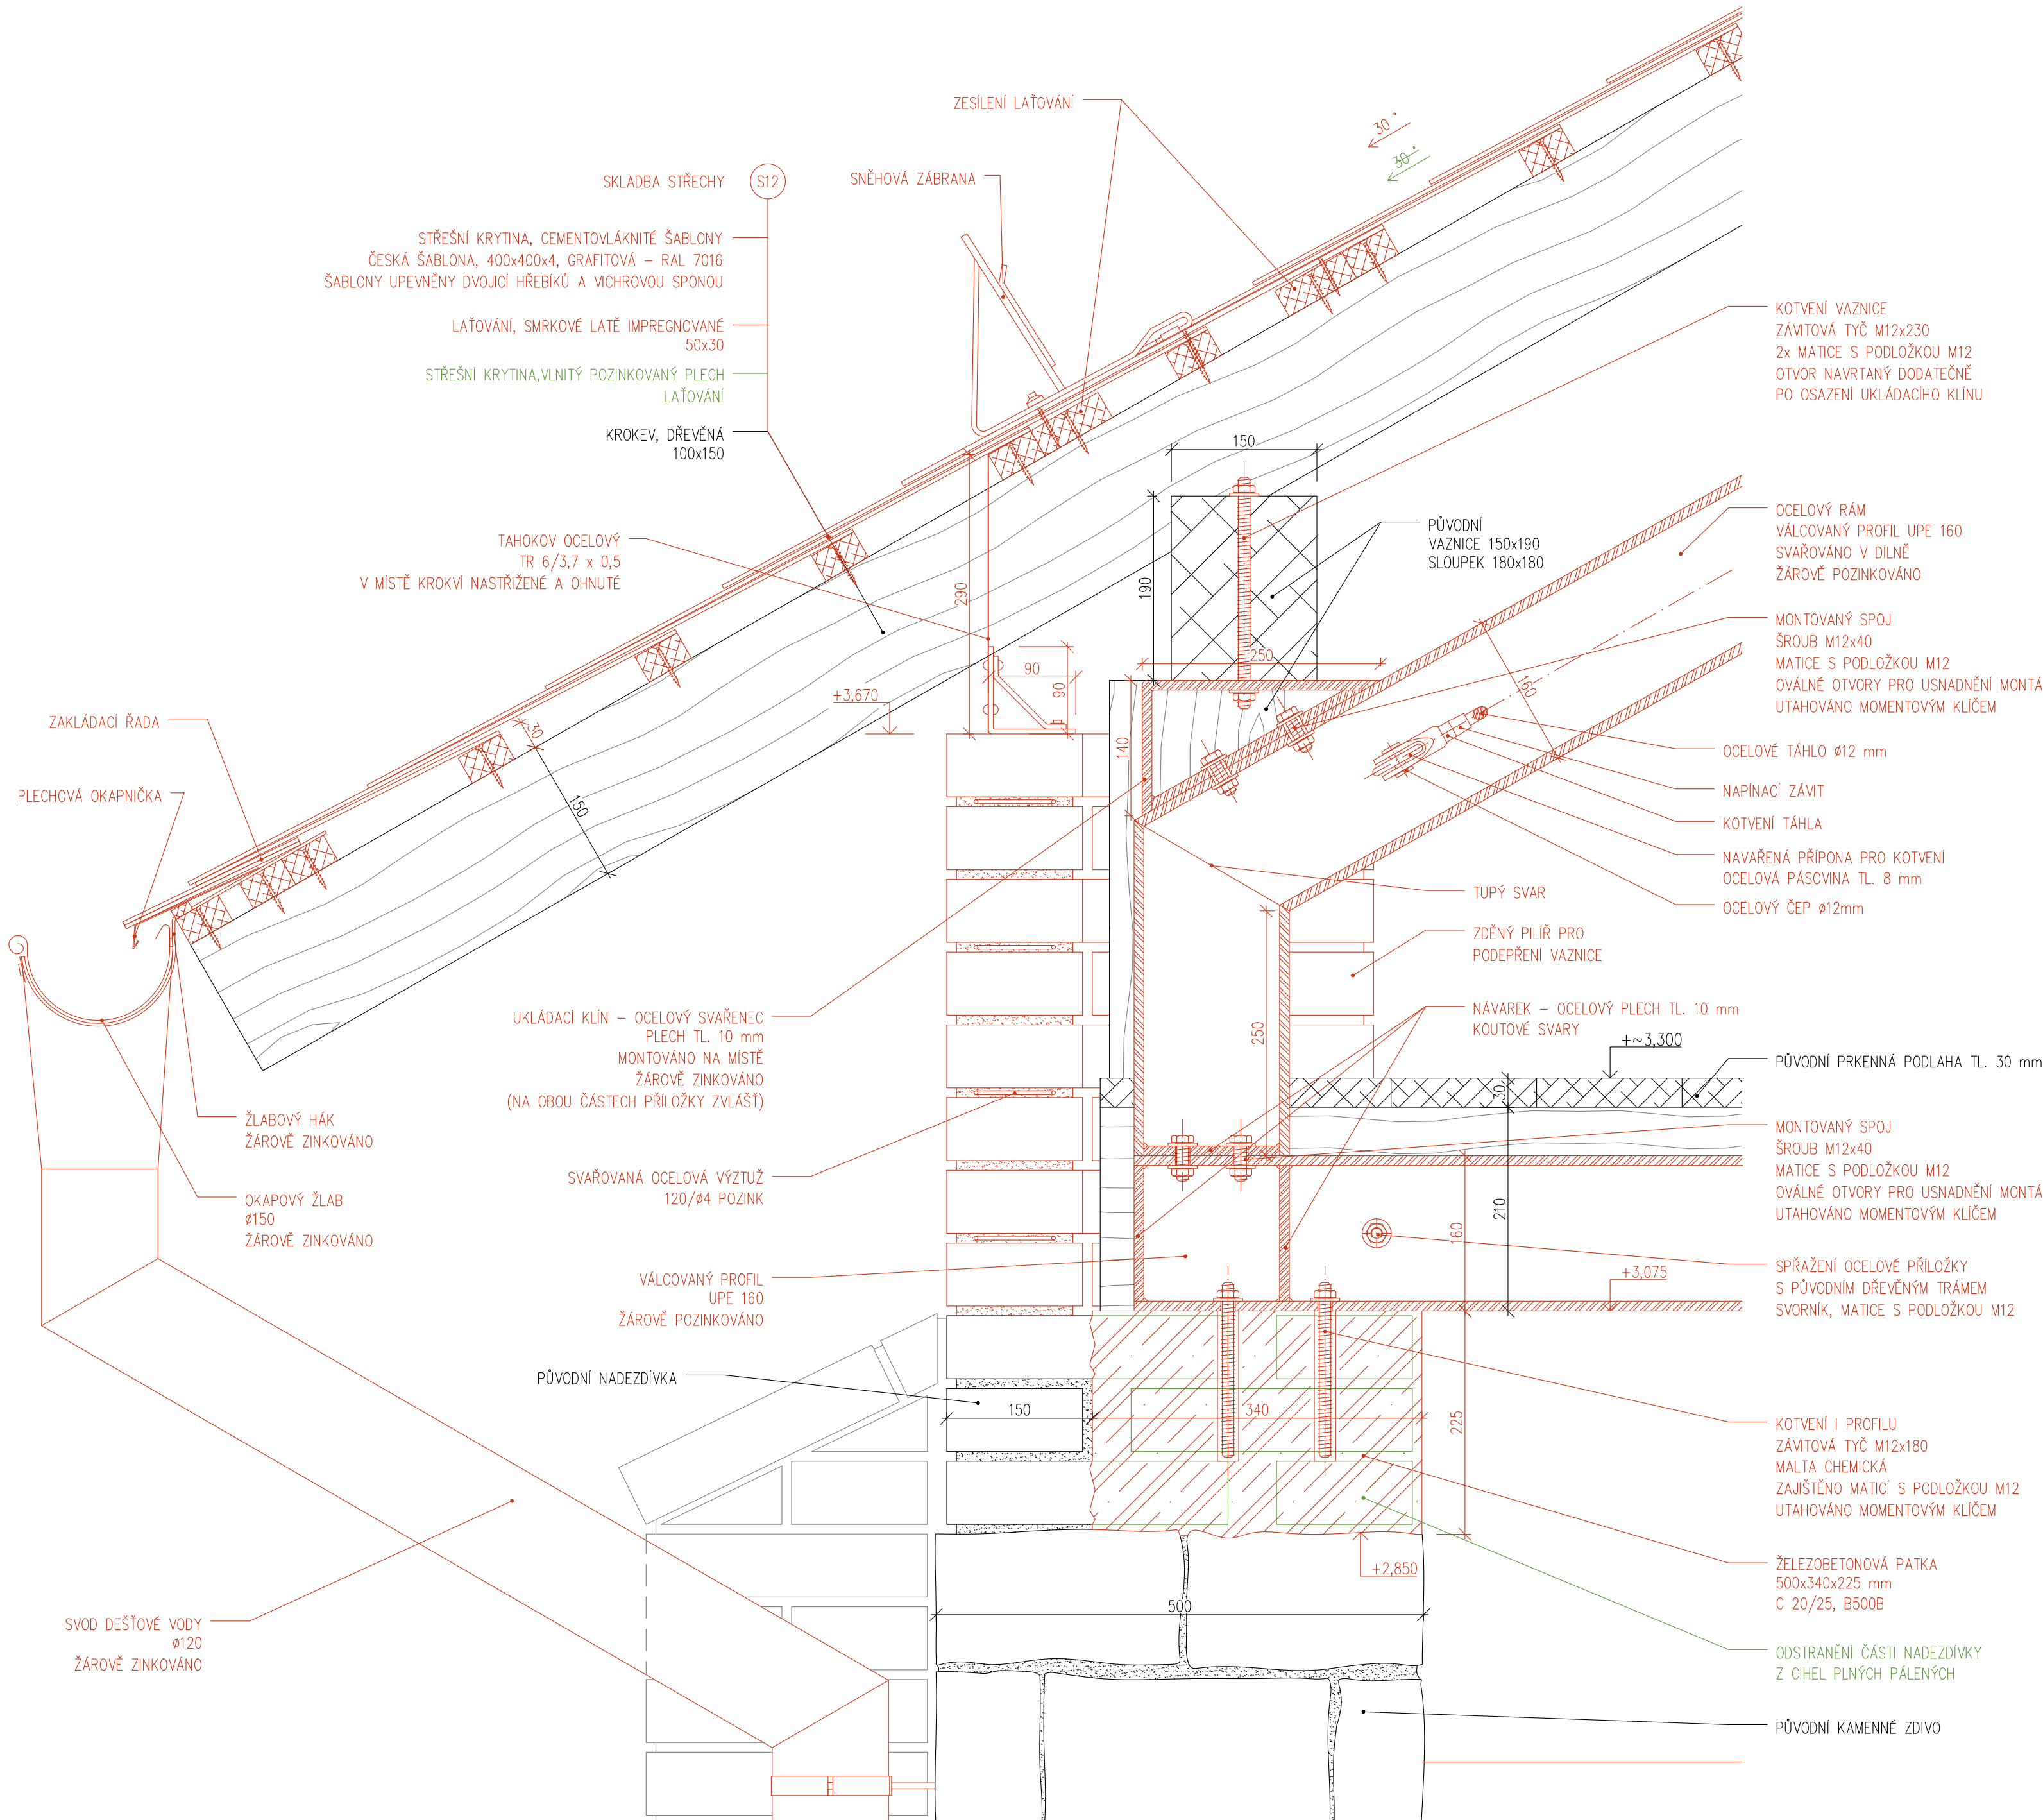 ZESÍLENÍ LAŤOVÁNÍ
30 °
30 °
SKLADBA STŘECHY
S12
SNĚHOVÁ ZÁBRANA
STŘEŠNÍ KRYTINA, CEMENTOVLÁKNITÉ ŠABLONY
ČESKÁ ŠABLONA, 400x400x4, GRAFITOVÁ – RAL 7016
ŠABLONY UPEVNĚNY DVOJICÍ HŘEBÍKŮ A VICHROVOU SPONOU
LAŤOVÁNÍ, SMRKOVÉ LATĚ IMPREGNOVANÉ
50x30
STŘEŠNÍ KRYTINA,VLNITÝ POZINKOVANÝ PLECH
LAŤOVÁNÍ
KROKEV, DŘEVĚNÁ
100x150
TAHOKOV OCELOVÝ
TR 6/3,7 x 0,5
V MÍSTĚ KROKVÍ NASTŘIŽENÉ A OHNUTÉ
ZAKLÁDACÍ ŘADA
PLECHOVÁ OKAPNIČKA
KOTVENÍ VAZNICE
ZÁVITOVÁ TYČ M12x230
2x MATICE S PODLOŽKOU M12
OTVOR NAVRTANÝ DODATEČNĚ
PO OSAZENÍ UKLÁDACÍHO KLÍNU
150
190
290
PŮVODNÍ
VAZNICE 150x190
SLOUPEK 180x180
OCELOVÝ RÁM
VÁLCOVANÝ PROFIL UPE 160
SVAŘOVÁNO V DÍLNĚ
ŽÁROVĚ POZINKOVÁNO
MONTOVANÝ SPOJ
ŠROUB M12x40
MATICE S PODLOŽKOU M12
OVÁLNÉ OTVORY PRO USNADNĚNÍ MONTÁ
UTAHOVÁNO MOMENTOVÝM KLÍČEM
250
90
90
160
140
+3,670
30
150
OCELOVÉ TÁHLO ø12 mm
NAPÍNACÍ ZÁVIT
KOTVENÍ TÁHLA
NAVAŘENÁ PŘÍPONA PRO KOTVENÍ
OCELOVÁ PÁSOVINA TL. 8 mm
OCELOVÝ ČEP ø12mm
TUPÝ SVAR
ZDĚNÝ PILÍŘ PRO
PODEPŘENÍ VAZNICE
NÁVAREK – OCELOVÝ PLECH TL. 10 mm
KOUTOVÉ SVARY
250
+~3,300
PŮVODNÍ PRKENNÁ PODLAHA TL. 30 mm
30
UKLÁDACÍ KLÍN – OCELOVÝ SVAŘENEC
PLECH TL. 10 mm
MONTOVÁNO NA MÍSTĚ
ŽÁROVĚ ZINKOVÁNO
(NA OBOU ČÁSTECH PŘÍLOŽKY ZVLÁŠŤ)
ŽLABOVÝ HÁK
ŽÁROVĚ ZINKOVÁNO
SVAŘOVANÁ OCELOVÁ VÝZTUŽ
120/ø4 POZINK
OKAPOVÝ ŽLAB
ø150
ŽÁROVĚ ZINKOVÁNO
MONTOVANÝ SPOJ
ŠROUB M12x40
MATICE S PODLOŽKOU M12
OVÁLNÉ OTVORY PRO USNADNĚNÍ MONTÁ
UTAHOVÁNO MOMENTOVÝM KLÍČEM
210
160
VÁLCOVANÝ PROFIL
UPE 160
ŽÁROVĚ POZINKOVÁNO
+3,075
SPŘAŽENÍ OCELOVÉ PŘÍLOŽKY
S PŮVODNÍM DŘEVĚNÝM TRÁMEM
SVORNÍK, MATICE S PODLOŽKOU M12
PŮVODNÍ NADEZDÍVKA
150
340
225
KOTVENÍ I PROFILU
ZÁVITOVÁ TYČ M12x180
MALTA CHEMICKÁ
ZAJIŠTĚNO MATICÍ S PODLOŽKOU M12
UTAHOVÁNO MOMENTOVÝM KLÍČEM
+2,850
500
ŽELEZOBETONOVÁ PATKA
500x340x225 mm
C 20/25, B500B
SVOD DEŠŤOVÉ VODY
ø120
ŽÁROVĚ ZINKOVÁNO
ODSTRANĚNÍ ČÁSTI NADEZDÍVKY
Z CIHEL PLNÝCH PÁLENÝCH
PŮVODNÍ KAMENNÉ ZDIVO